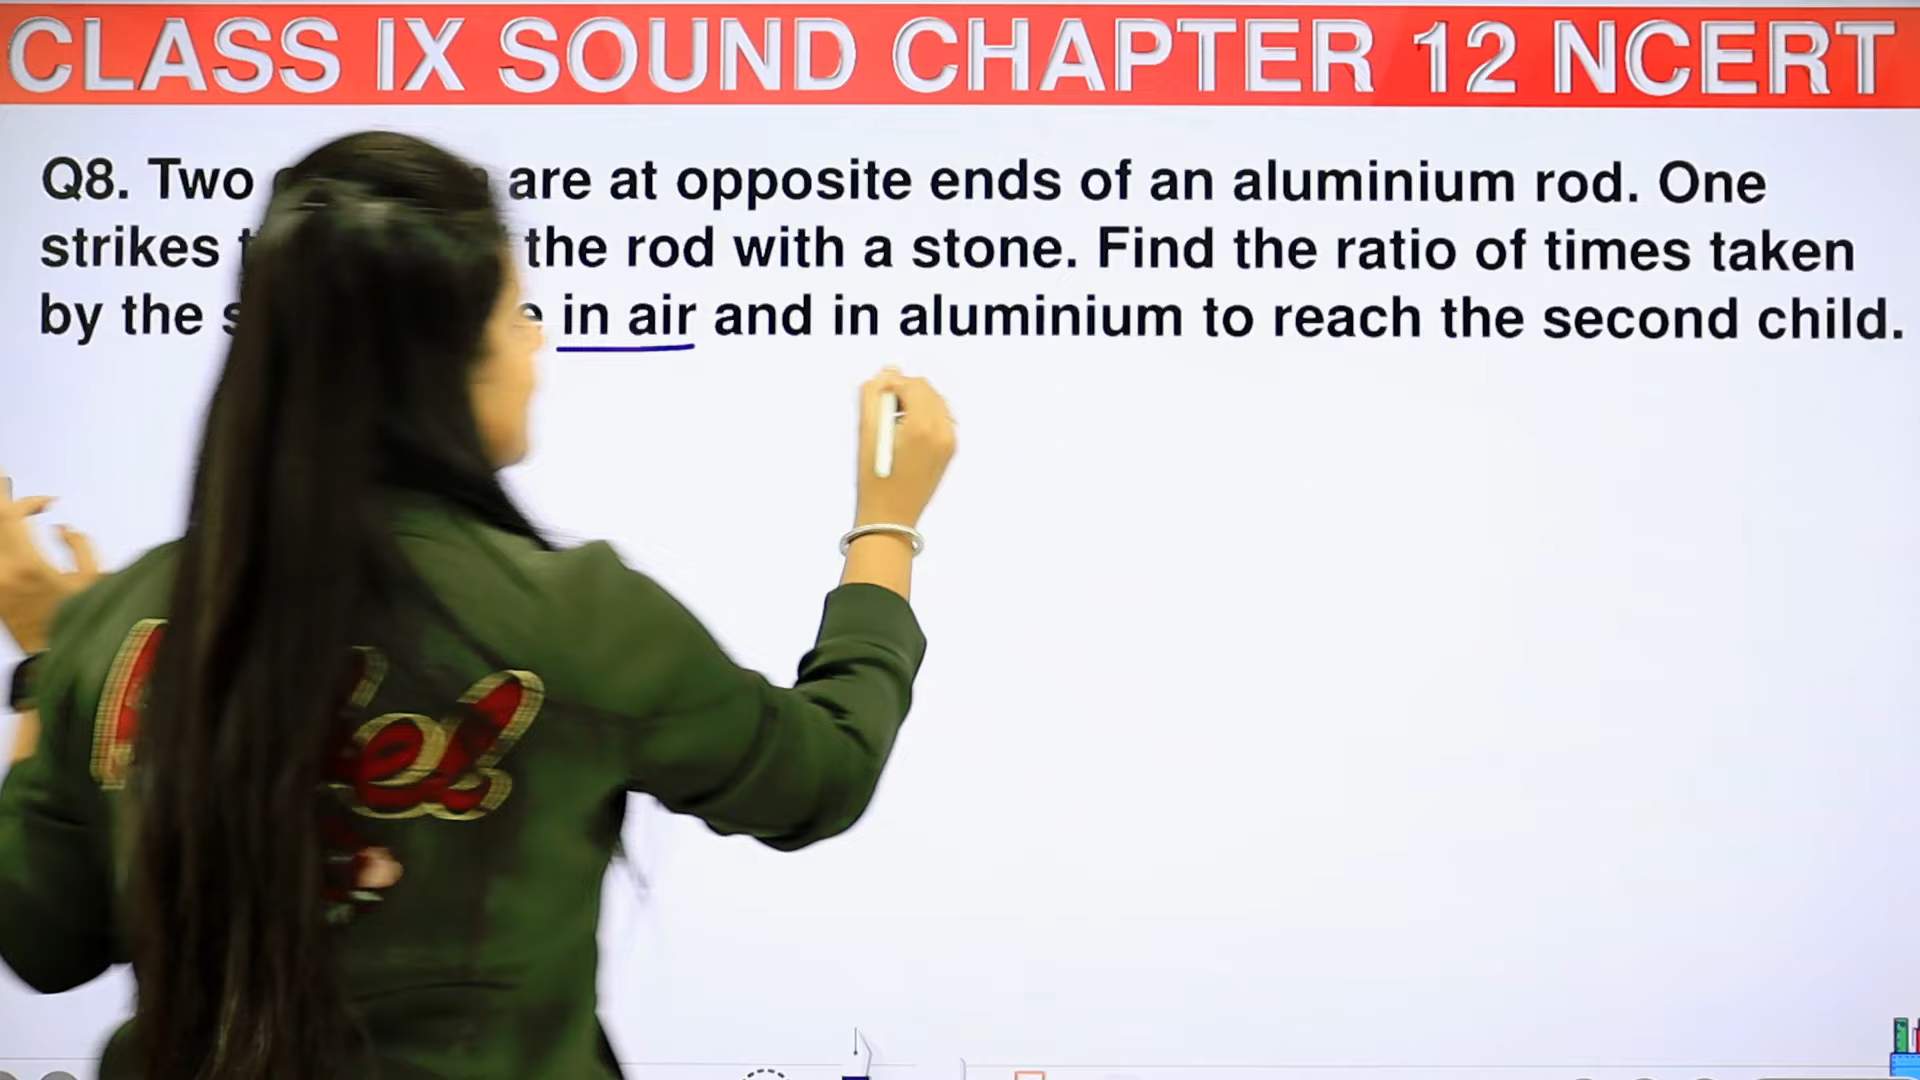 CLASS IX SOUND CHAPTER 12 NCERT
Q8. Two are at opposite ends of an aluminium rod. One
strikes the rod with a stone. Find the ratio of times taken
by the in air and in aluminium to reach the second child.